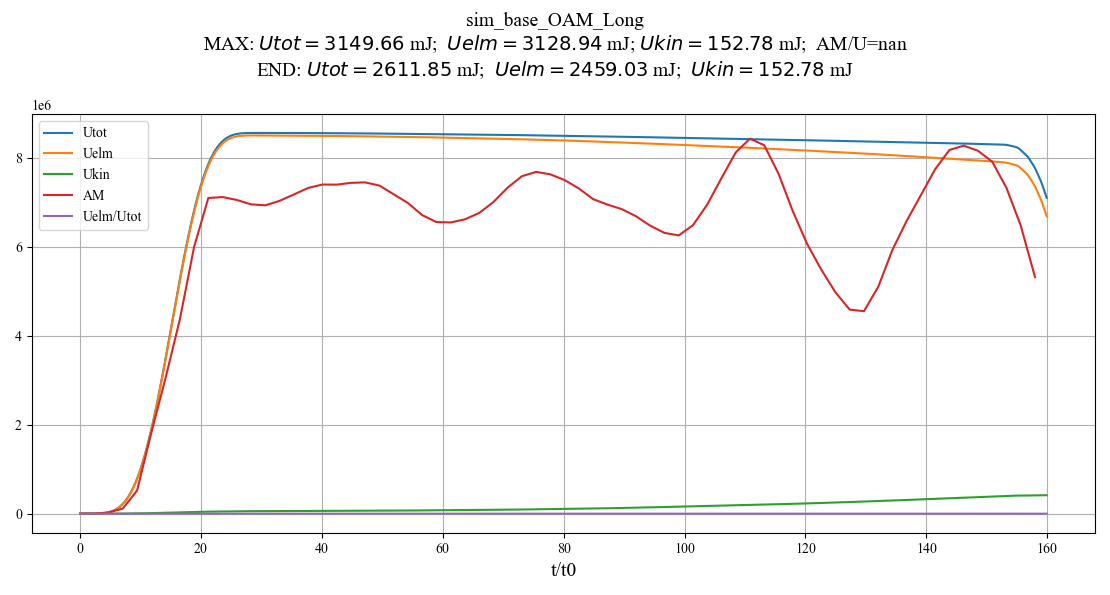 sim_base_OAM_Long
MAX: Utot = 3149.66 mJ; Uelm = 3128.94 mJ; Ukin = 152.78 mJ; AM/U=nan
END: Utot = 2611.85 mJ; Uelm = 2459.03 mJ; Ukin = 152.78 mJ
1e6
Utot
Uelm
Ukin
AM
Uelm/Utot
8
6
4
2
0
0 20 40 60 80 100 120 140 160
t/t0